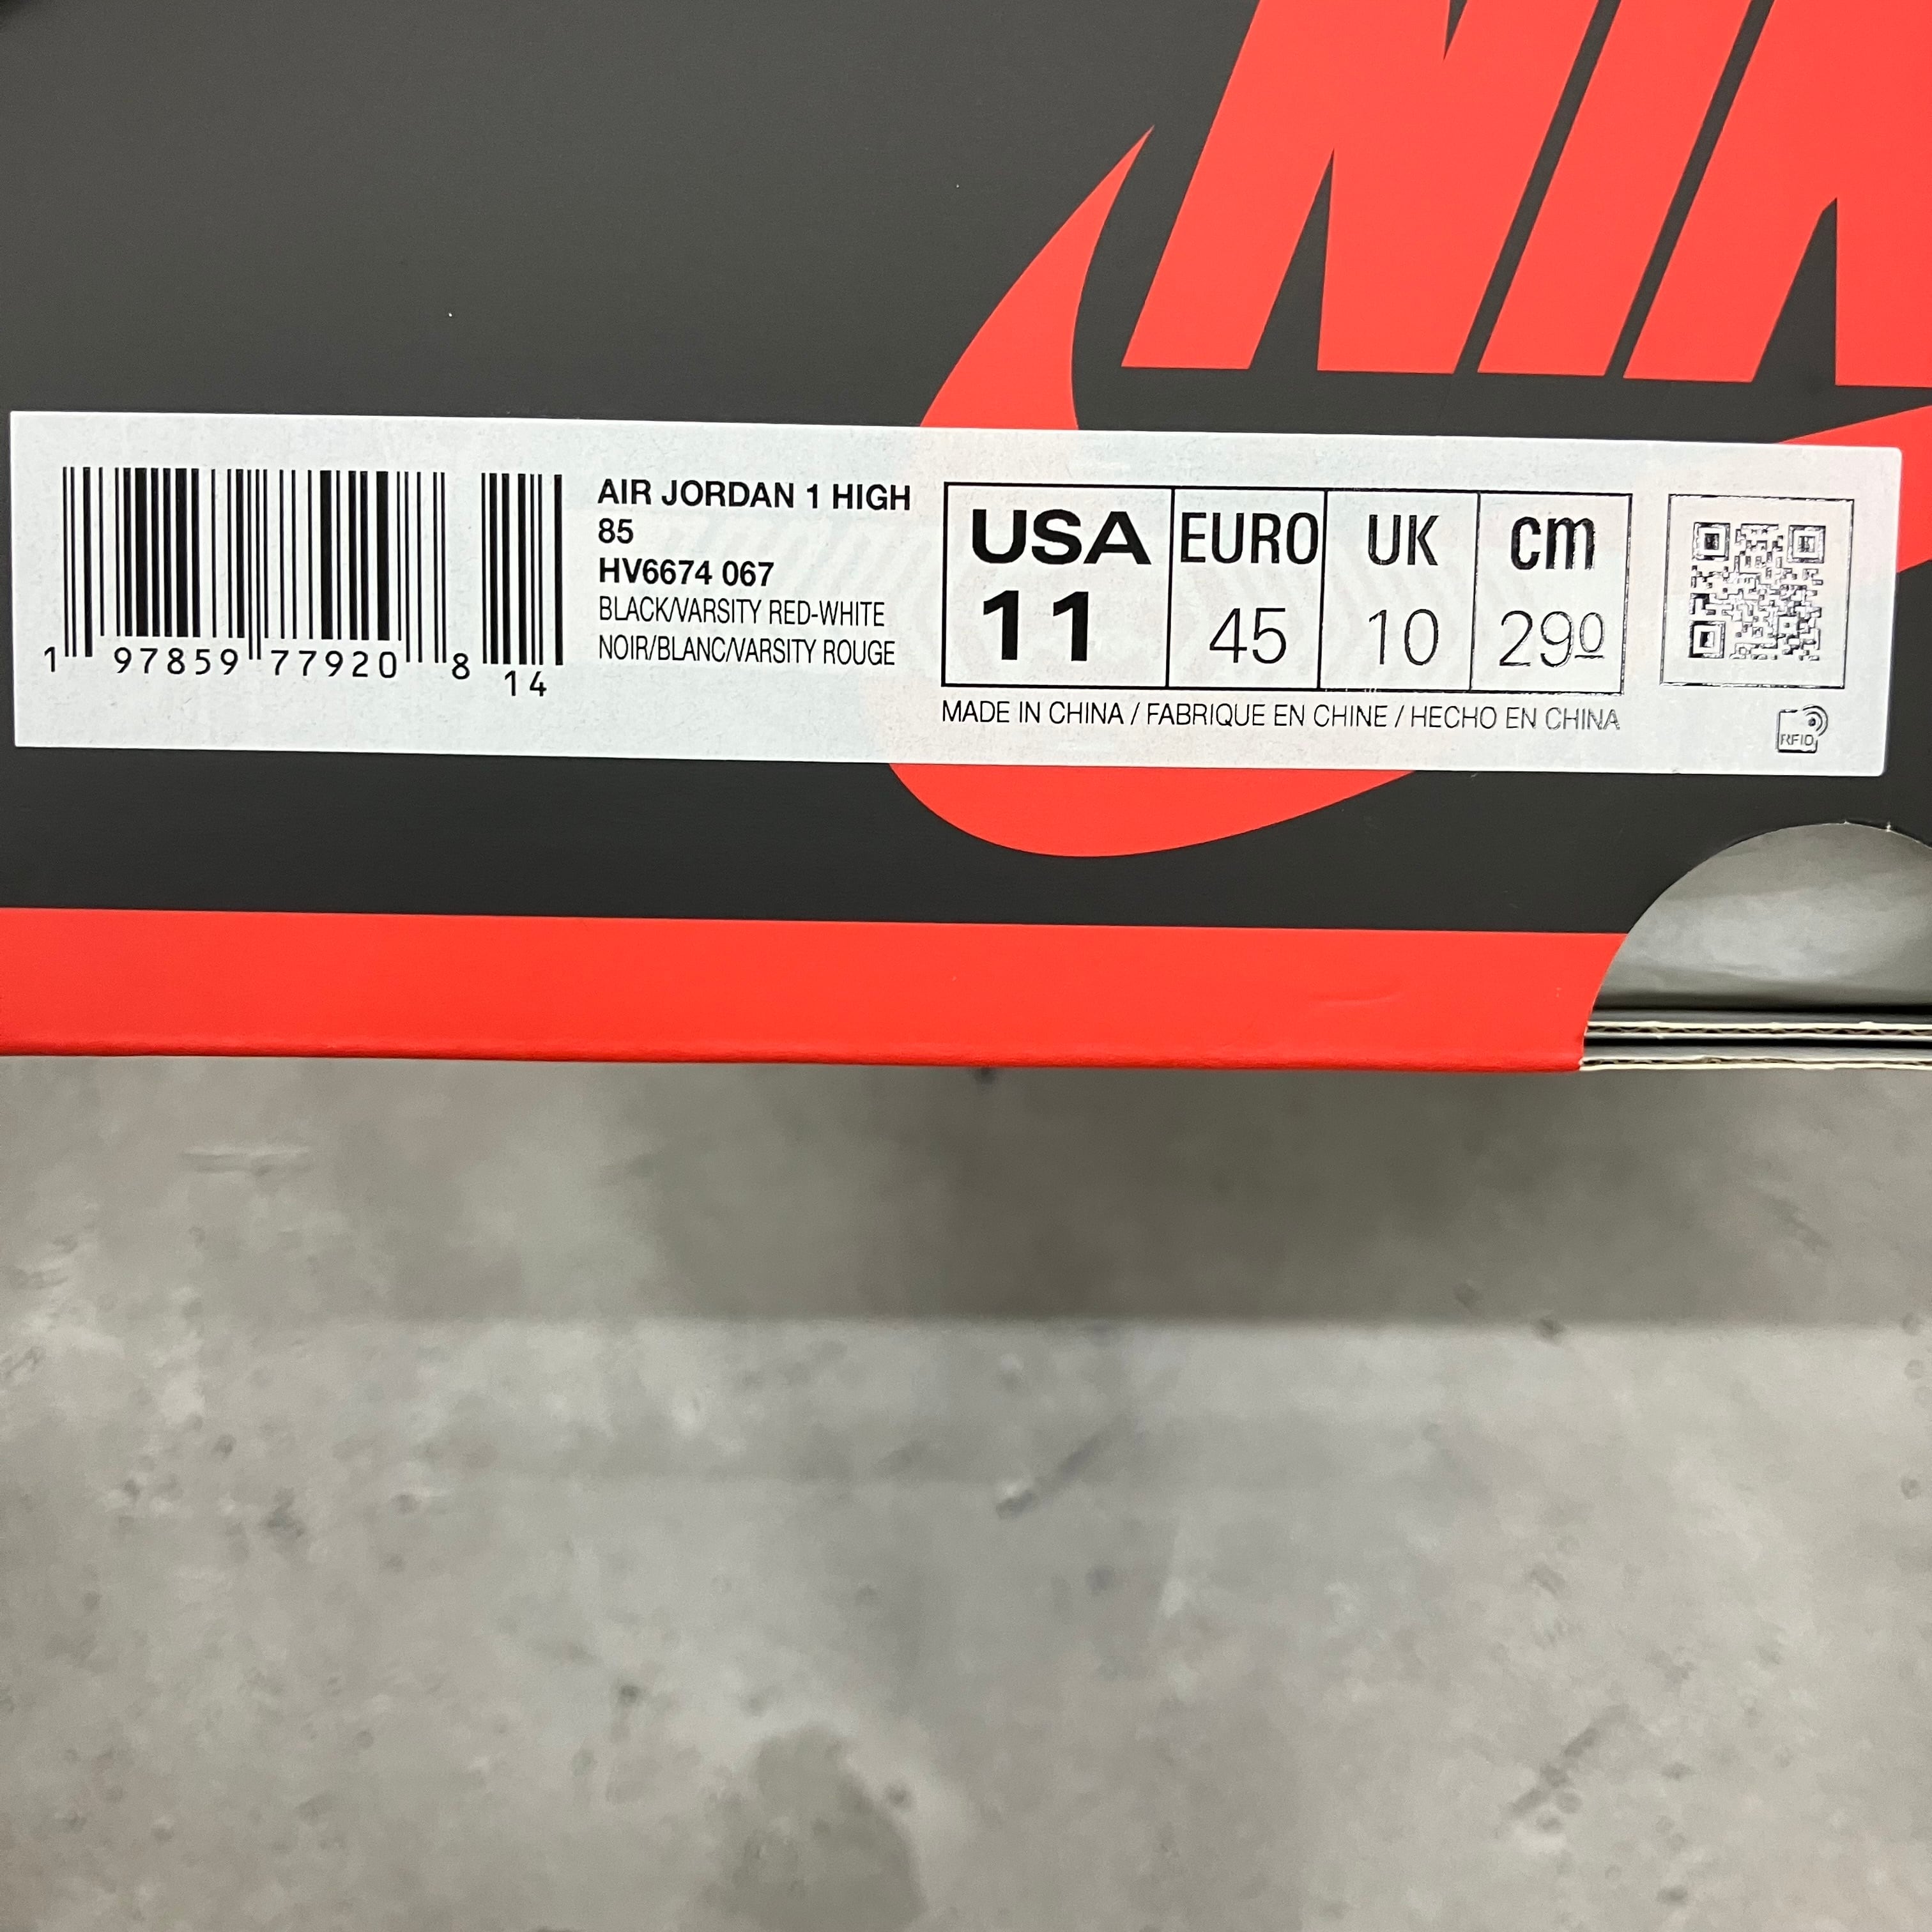 NIK
AIR JORDAN 1 HIGH
85
HV6674 067
BLACK/VARSITY RED-WHITE
NOIR/BLANC/VARSITY ROUGE
1 97859 77920 8 14
USA EURO UK cm
11 45 10 290
MADE IN CHINA / FABRIQUE EN CHINE / HECHO EN CHINA
RFID